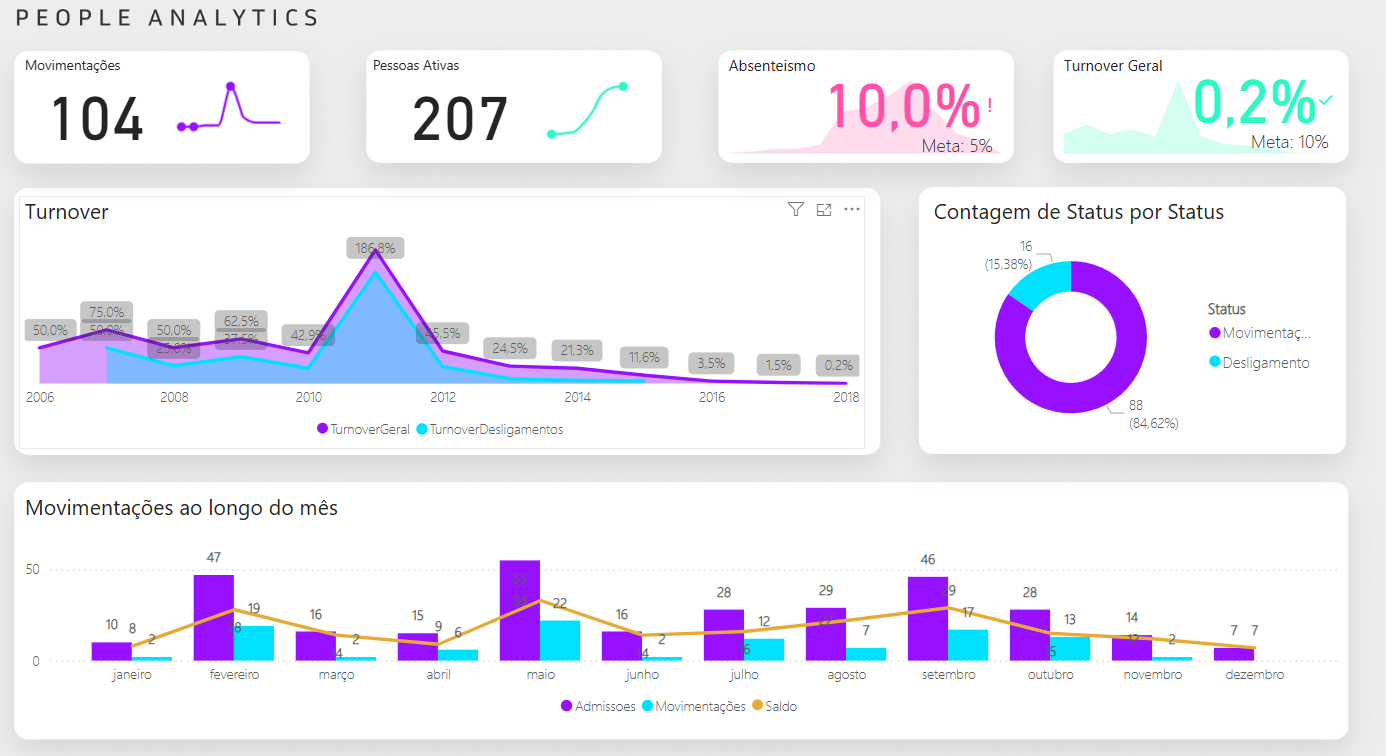 PEOPLE ANALYTICS
Movimentações
104
Pessoas Ativas
207
Absenteismo
10,0%!
Meta: 5%
Turnover Geral
0,2%
Meta: 10%
Turnover
186,8%
75,0%
62,5%
50,0%
50,0%
50,0%
37,5%
25,0%
42,9%
45,5%
24,5%
21,3%
11,6%
3,5%
1,5%
0,2%
2006
2008
2010
2012
2014
2016
2018
TurnoverGeral
TurnoverDesligamentos
Contagem de Status por Status
16
(15,38%)
88
(84,62%)
Status
Movimentaç...
Desligamento
Movimentações ao longo do mês
50
0
10
8
2
47
28
19
16
14
2
15
9
6
55
33
22
16
14
2
28
16
12
29
22
7
46
29
17
28
15
13
14
12
2
7
7
janeiro
fevereiro
março
abril
maio
junho
julho
agosto
setembro
outubro
novembro
dezembro
Admissoes
Movimentações
Saldo